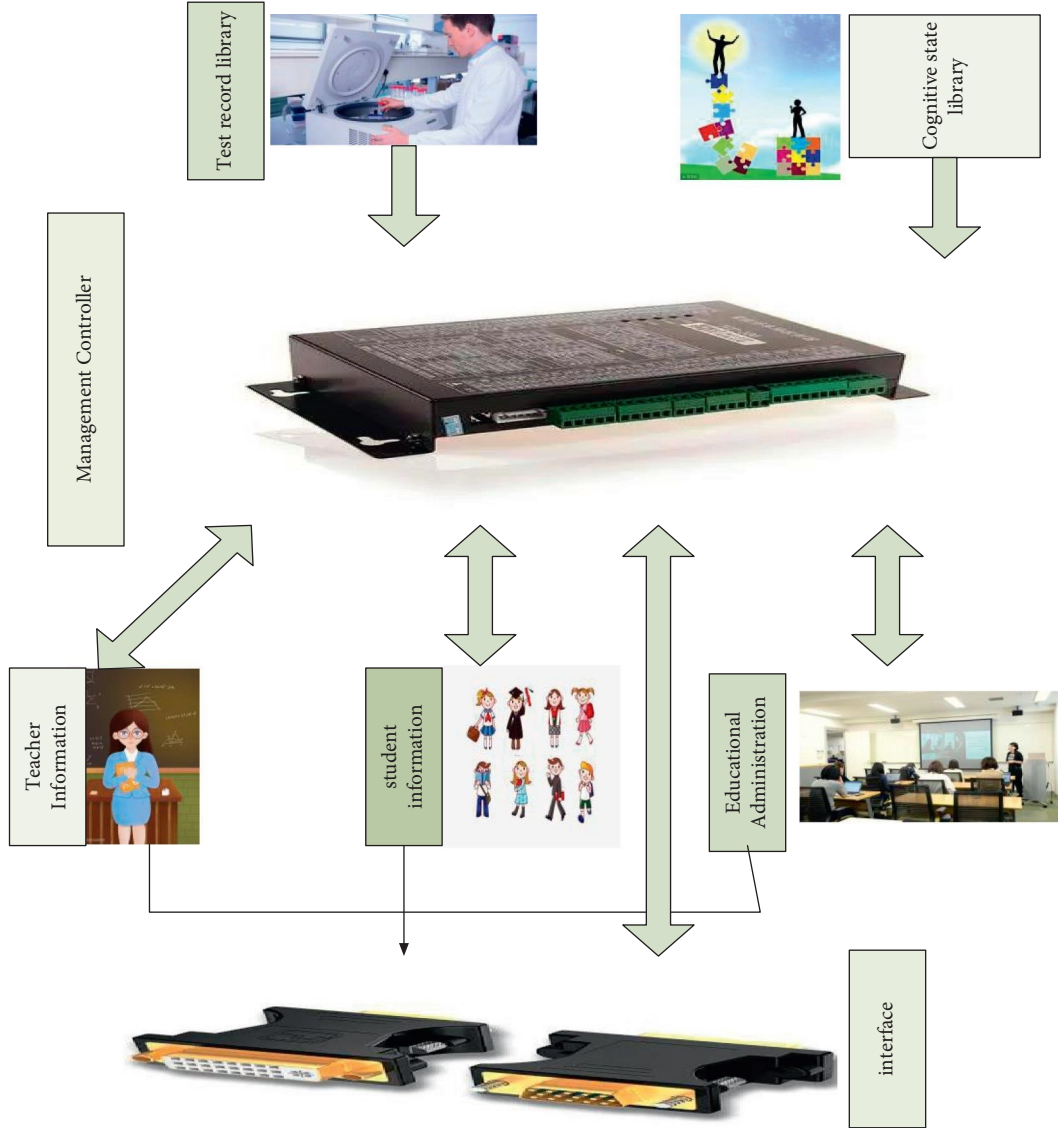 Test record library
Cognitive state
library
Management Controller
Teacher
Information
student
information
Educational
Administration
interface